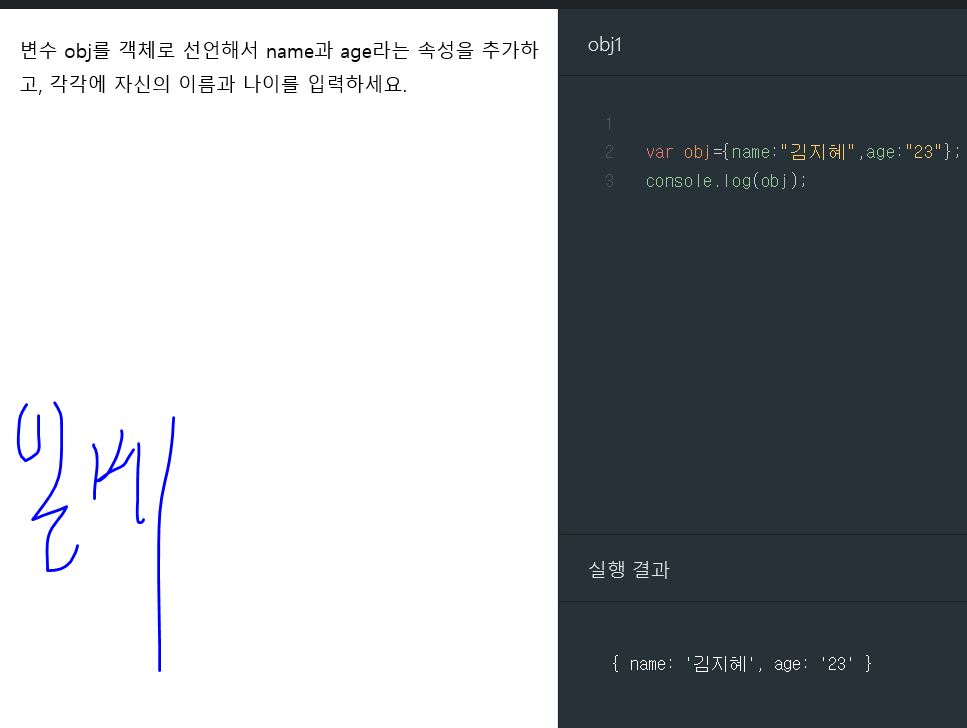 변수 obj를 객체로 선언해서 name과 age라는 속성을 추가하
고, 각각에 자신의 이름과 나이를 입력하세요.
obj1
1
2 var obj={name:"김지혜",age:"23"};
3 console.log(obj);
실행 결과
{ name: '김지혜', age: '23' }